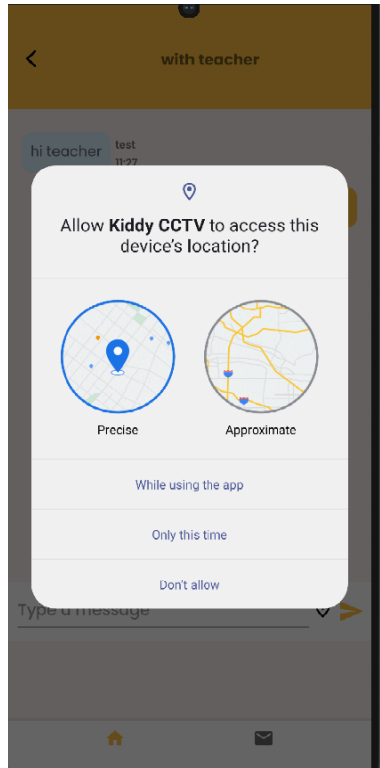 with teacher
hi teacher
test
11:27
Allow Kiddy CCTV to access this
device's location?
Precise
Approximate
While using the app
Only this time
Don't allow
Type a message